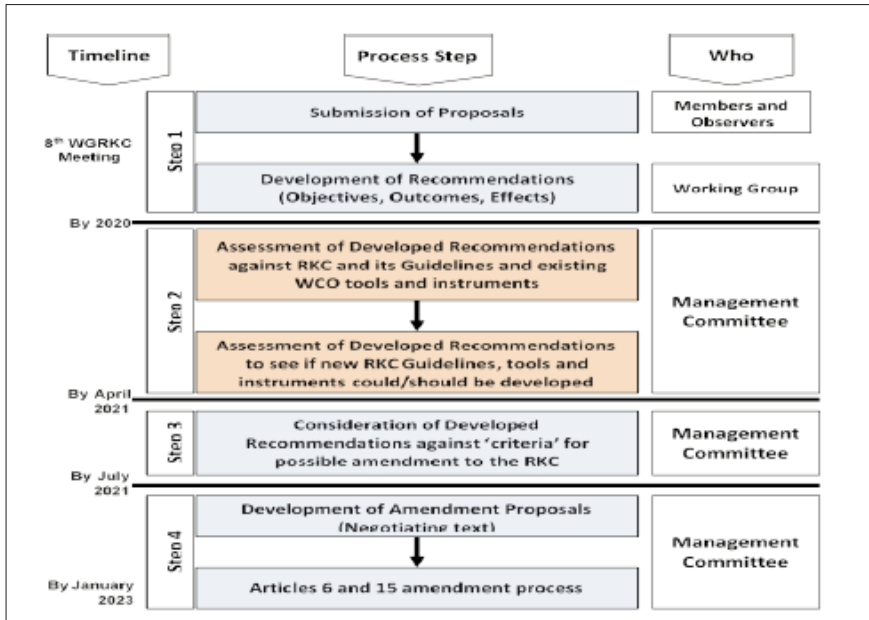 Timeline
Process Step
Who
8th WGRKC
Meeting
Step 1
Submission of Proposals
Members and
Observers
Development of Recommendations
(Objectives, Outcomes, Effects)
Working Group
By 2020
Step 2
Assessment of Developed Recommendations
against RKC and its Guidelines and existing
WCO tools and instruments
Management
Committee
Assessment of Developed Recommendations
to see if new RKC Guidelines, tools and
instruments could/should be developed
By April
2021
Step 3
Consideration of Developed
Recommendations against ‘criteria’ for
possible amendment to the RKC
Management
Committee
By July
2021
Step 4
Development of Amendment Proposals
(Negotiating text)
Management
Committee
Articles 6 and 15 amendment process
By January
2023